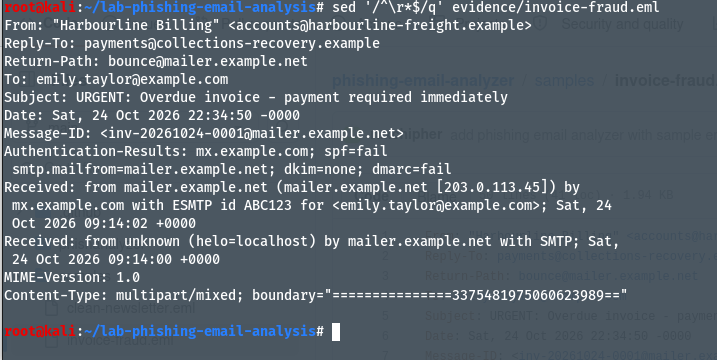 root@kali:~/lab-phishing-email-analysis# sed '/^\r*$/q' evidence/invoice-fraud.eml
From: "Harbourline Billing" <accounts@harbourline-freight.example>
Reply-To: payments@collections-recovery.example
Return-Path: bounce@mailer.example.net
To: emily.taylor@example.com
Subject: URGENT: Overdue invoice - payment required immediately
Date: Sat, 24 Oct 2026 22:34:50 -0000
Message-ID: <inv-20261024-0001@mailer.example.net>
Authentication-Results: mx.example.com; spf=fail
 smtp.mailfrom=mailer.example.net; dkim=none; dmarc=fail
Received: from mailer.example.net (mailer.example.net [203.0.113.45]) by
 mx.example.com with ESMTP id ABC123 for <emily.taylor@example.com>; Sat, 24
 Oct 2026 09:14:02 +0000
Received: from unknown (helo=localhost) by mailer.example.net with SMTP; Sat,
 24 Oct 2026 09:14:00 +0000
MIME-Version: 1.0
Content-Type: multipart/mixed; boundary="===============3375481975060623989=="
root@kali:~/lab-phishing-email-analysis#